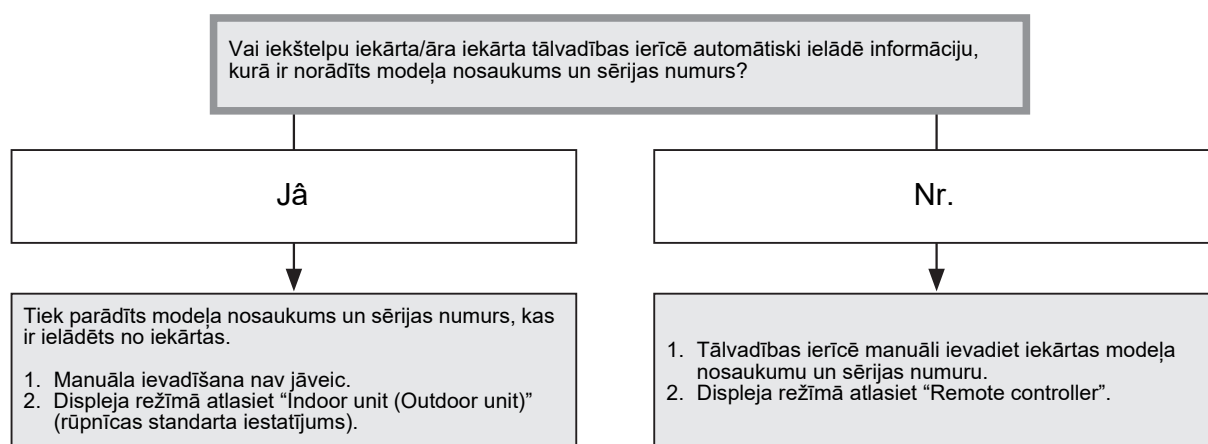 Vai iekštelpu iekārta/āra iekārta tālvadības ierīcē automātiski ielādē informāciju,
kurā ir norādīts modeļa nosaukums un sērijas numurs?
Jâ
Nr.
Tiek parādīts modeļa nosaukums un sērijas numurs, kas
ir ielādēts no iekārtas.
1. Manuāla ievadīšana nav jāveic.
2. Displeja režīmā atlasiet “Indoor unit (Outdoor unit)”
(rūpnīcas standarta iestatījums).
1. Tālvadības ierīcē manuāli ievadiet iekārtas modeļa
nosaukumu un sērijas numuru.
2. Displeja režīmā atlasiet “Remote controller”.